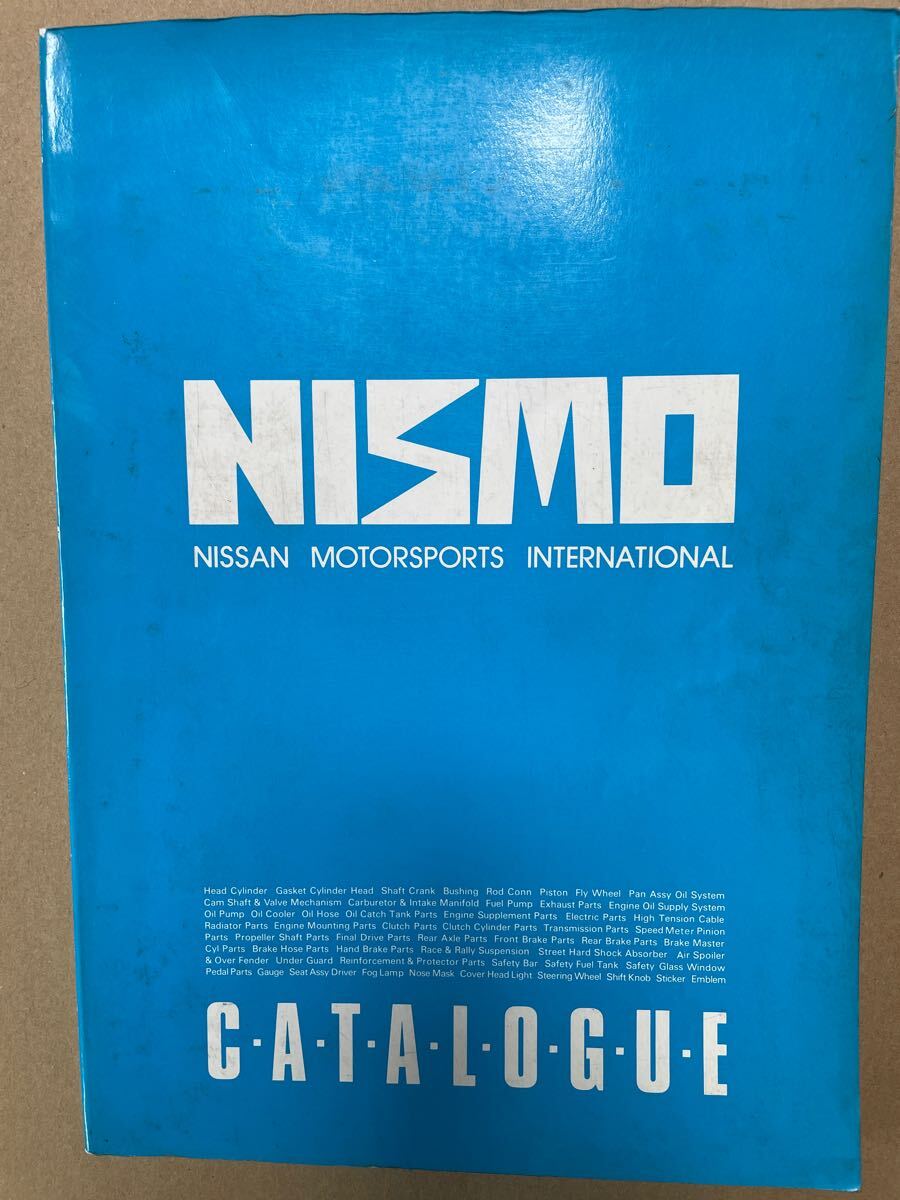 NISMO
NISSAN MOTORSPORTS INTERNATIONAL
Head Cylinder Gasket Cylinder Head Shaft Crank Bushing Rod Conn Piston Fly Wheel Pan Assy Oil System
Cam Shaft & Valve Mechanism Carburetor & Intake Manifold Fuel Pump Exhaust Parts Engine Oil Supply System
Oil Pump Oil Cooler Oil Hose Oil Catch Tank Parts Engine Supplement Parts Electric Parts High Tension Cable
Radiator Parts Engine Mounting Parts Clutch Parts Clutch Cylinder Parts Transmission Parts Speed Meter Pinion
Parts Propeller Shaft Parts Final Drive Parts Rear Axle Parts Front Brake Parts Rear Brake Parts Brake Master
Cyl Parts Brake Hose Parts Hand Brake Parts Race & Rally Suspension Street Hard Shock Absorber Air Spoiler
& Over Fender Under Guard Reinforcement & Protector Parts Safety Bar Safety Fuel Tank Safety Glass Window
Pedal Parts Gauge Seat Assy Driver Fog Lamp Nose Mask Cover Head Light Steering Wheel Shift Knob Sticker Emblem
C·A·T·A·L·O·G·U·E